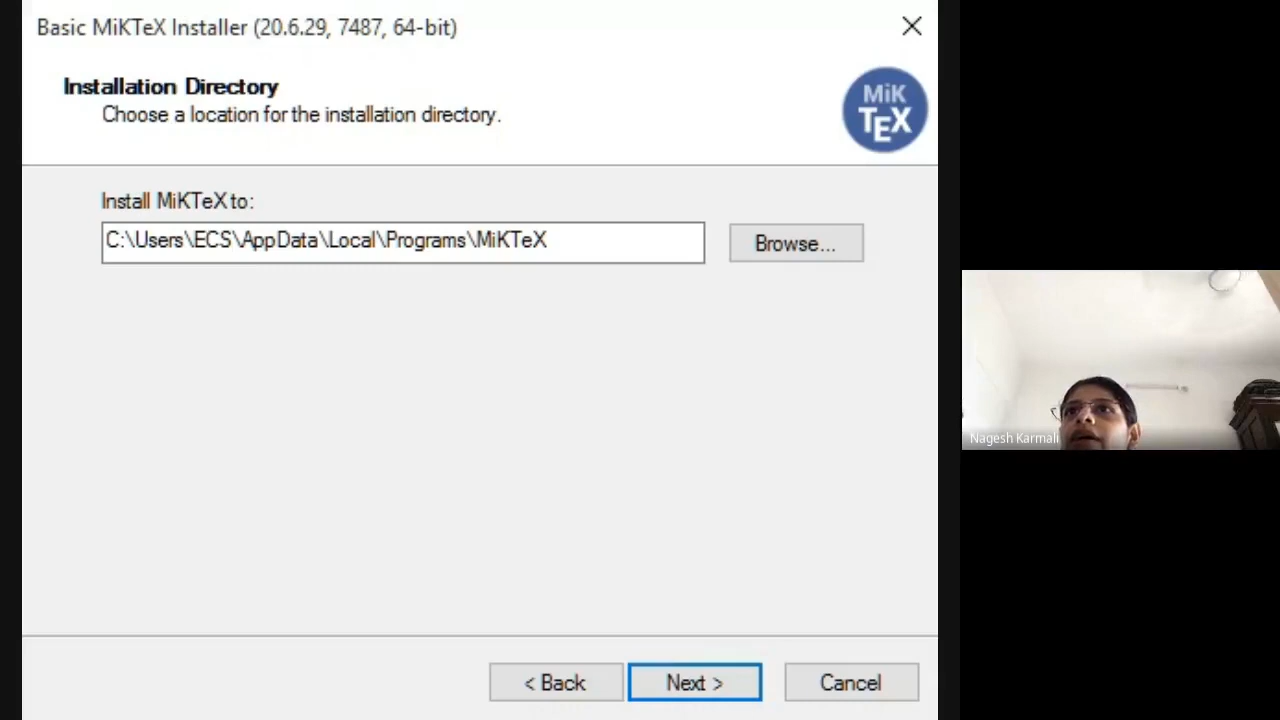 Basic MiKTeX Installer (20.6.29, 7487, 64-bit)
Installation Directory
Choose a location for the installation directory.
MiK
TEX
Install MiKTeX to:
C:\Users\ECS\AppData\Local\Programs\MiKTeX
Browse...
< Back
Next >
Cancel
Nagesh Karmali